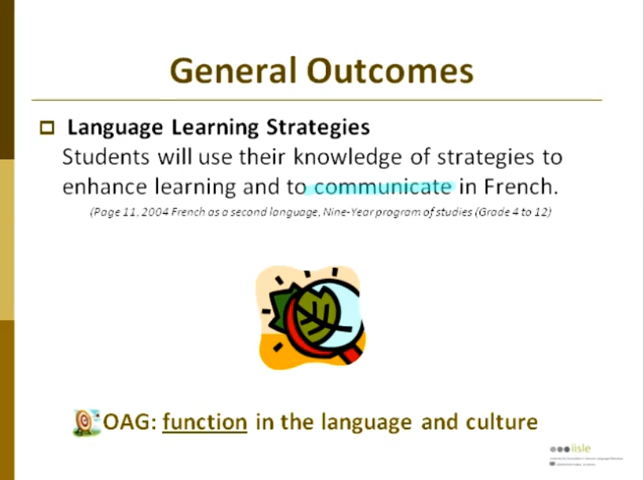 General Outcomes
Language Learning Strategies
Students will use their knowledge of strategies to
enhance learning and to communicate in French.
(Page 11, 2004 French as a second language, Nine-Year program of studies (Grade 4 to 12)
OAG: function in the language and culture
iisle